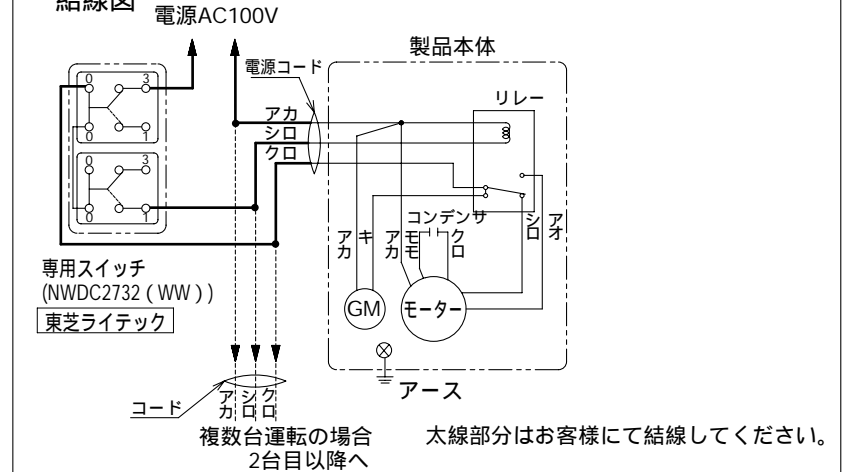 結線図
電源AC100V
製品本体
電源コード
リレー
アカ
シロ
クロ
0
3
0
1
0
3
0
1
コンデンサ
アカ
キ
アカ
モモ
クロ
シロ
アオ
GM
モーター
専用スイッチ
(NWDC2732（WW）)
東芝ライテック
アース
コード
アカ
シロ
クロ
複数台運転の場合
2台目以降へ
太線部分はお客様にて結線してください。